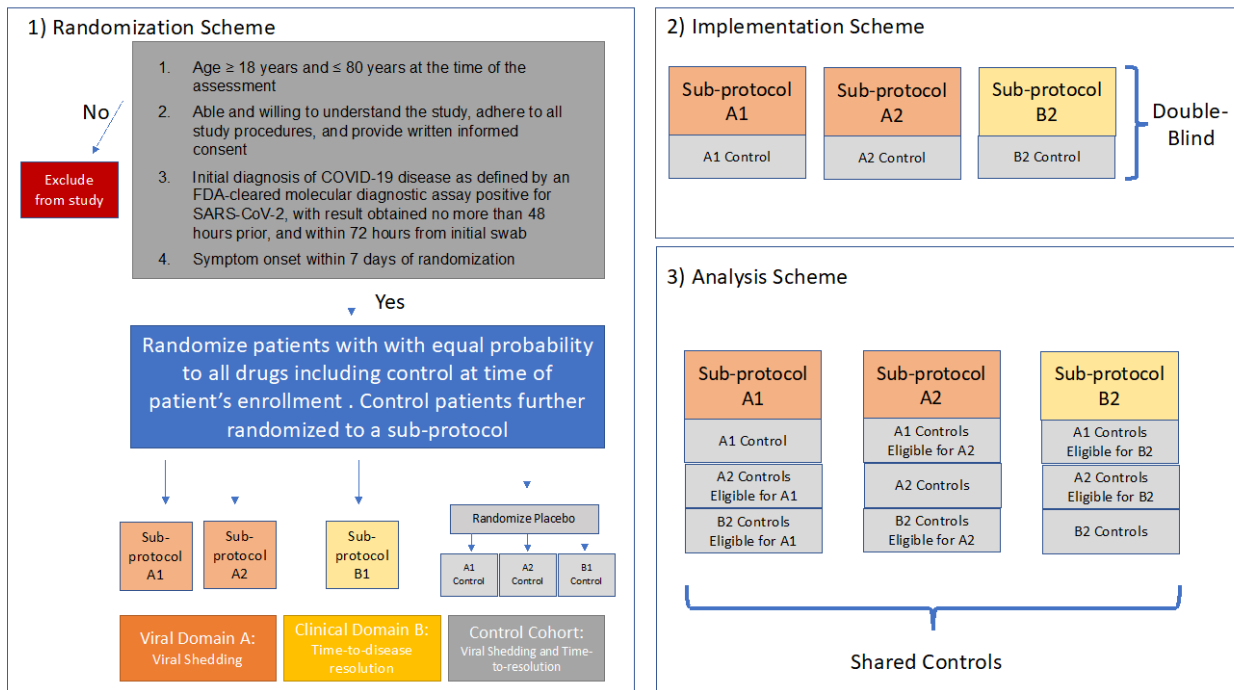 1) Randomization Scheme
1. Age ≥ 18 years and ≤ 80 years at the time of the
assessment
2. Able and willing to understand the study, adhere to all
study procedures, and provide written informed
consent
3. Initial diagnosis of COVID-19 disease as defined by an
FDA-cleared molecular diagnostic assay positive for
SARS-CoV-2, with result obtained no more than 48
hours prior, and within 72 hours from initial swab
4. Symptom onset within 7 days of randomization
No
Exclude
from study
Yes
Randomize patients with with equal probability
to all drugs including control at time of
patient's enrollment . Control patients further
randomized to a sub-protocol
Sub-
protocol
A1
Sub-
protocol
A2
Sub-
protocol
B1
Randomize Placebo
A1
Control
A2
Control
B1
Control
Viral Domain A:
Viral Shedding
Clinical Domain B:
Time-to-disease
resolution
Control Cohort:
Viral Shedding and Time-
to-resolution
2) Implementation Scheme
Sub-protocol
A1
A1 Control
Sub-protocol
A2
A2 Control
Sub-protocol
B2
B2 Control
Double-
Blind
3) Analysis Scheme
Sub-protocol
A1
A1 Control
A2 Controls
Eligible for A1
B2 Controls
Eligible for A1
Sub-protocol
A2
A1 Controls
Eligible for A2
A2 Controls
B2 Controls
Eligible for A2
Sub-protocol
B2
A1 Controls
Eligible for B2
A2 Controls
Eligible for B2
B2 Controls
Shared Controls